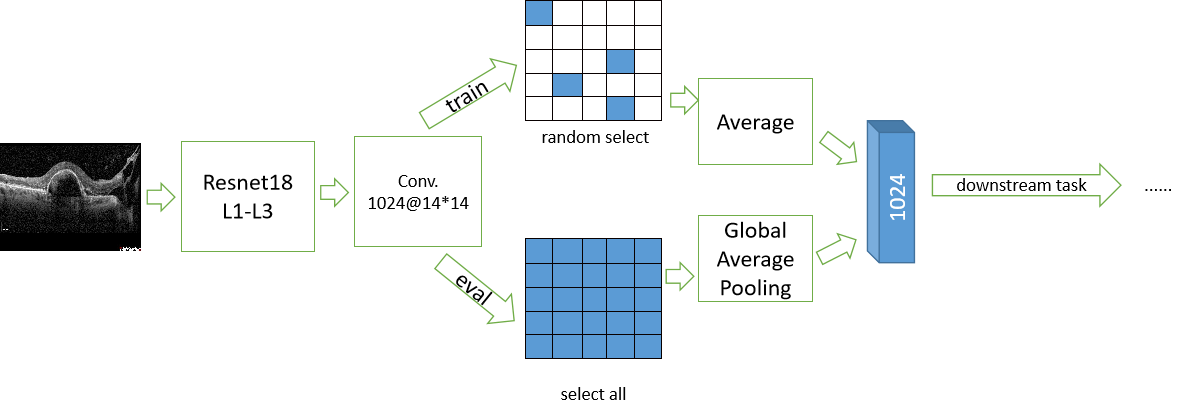 train
random select
Average
Resnet18
L1-L3
Conv.
1024@14*14
1024
downstream task
......
eval
Global
Average
Pooling
select all